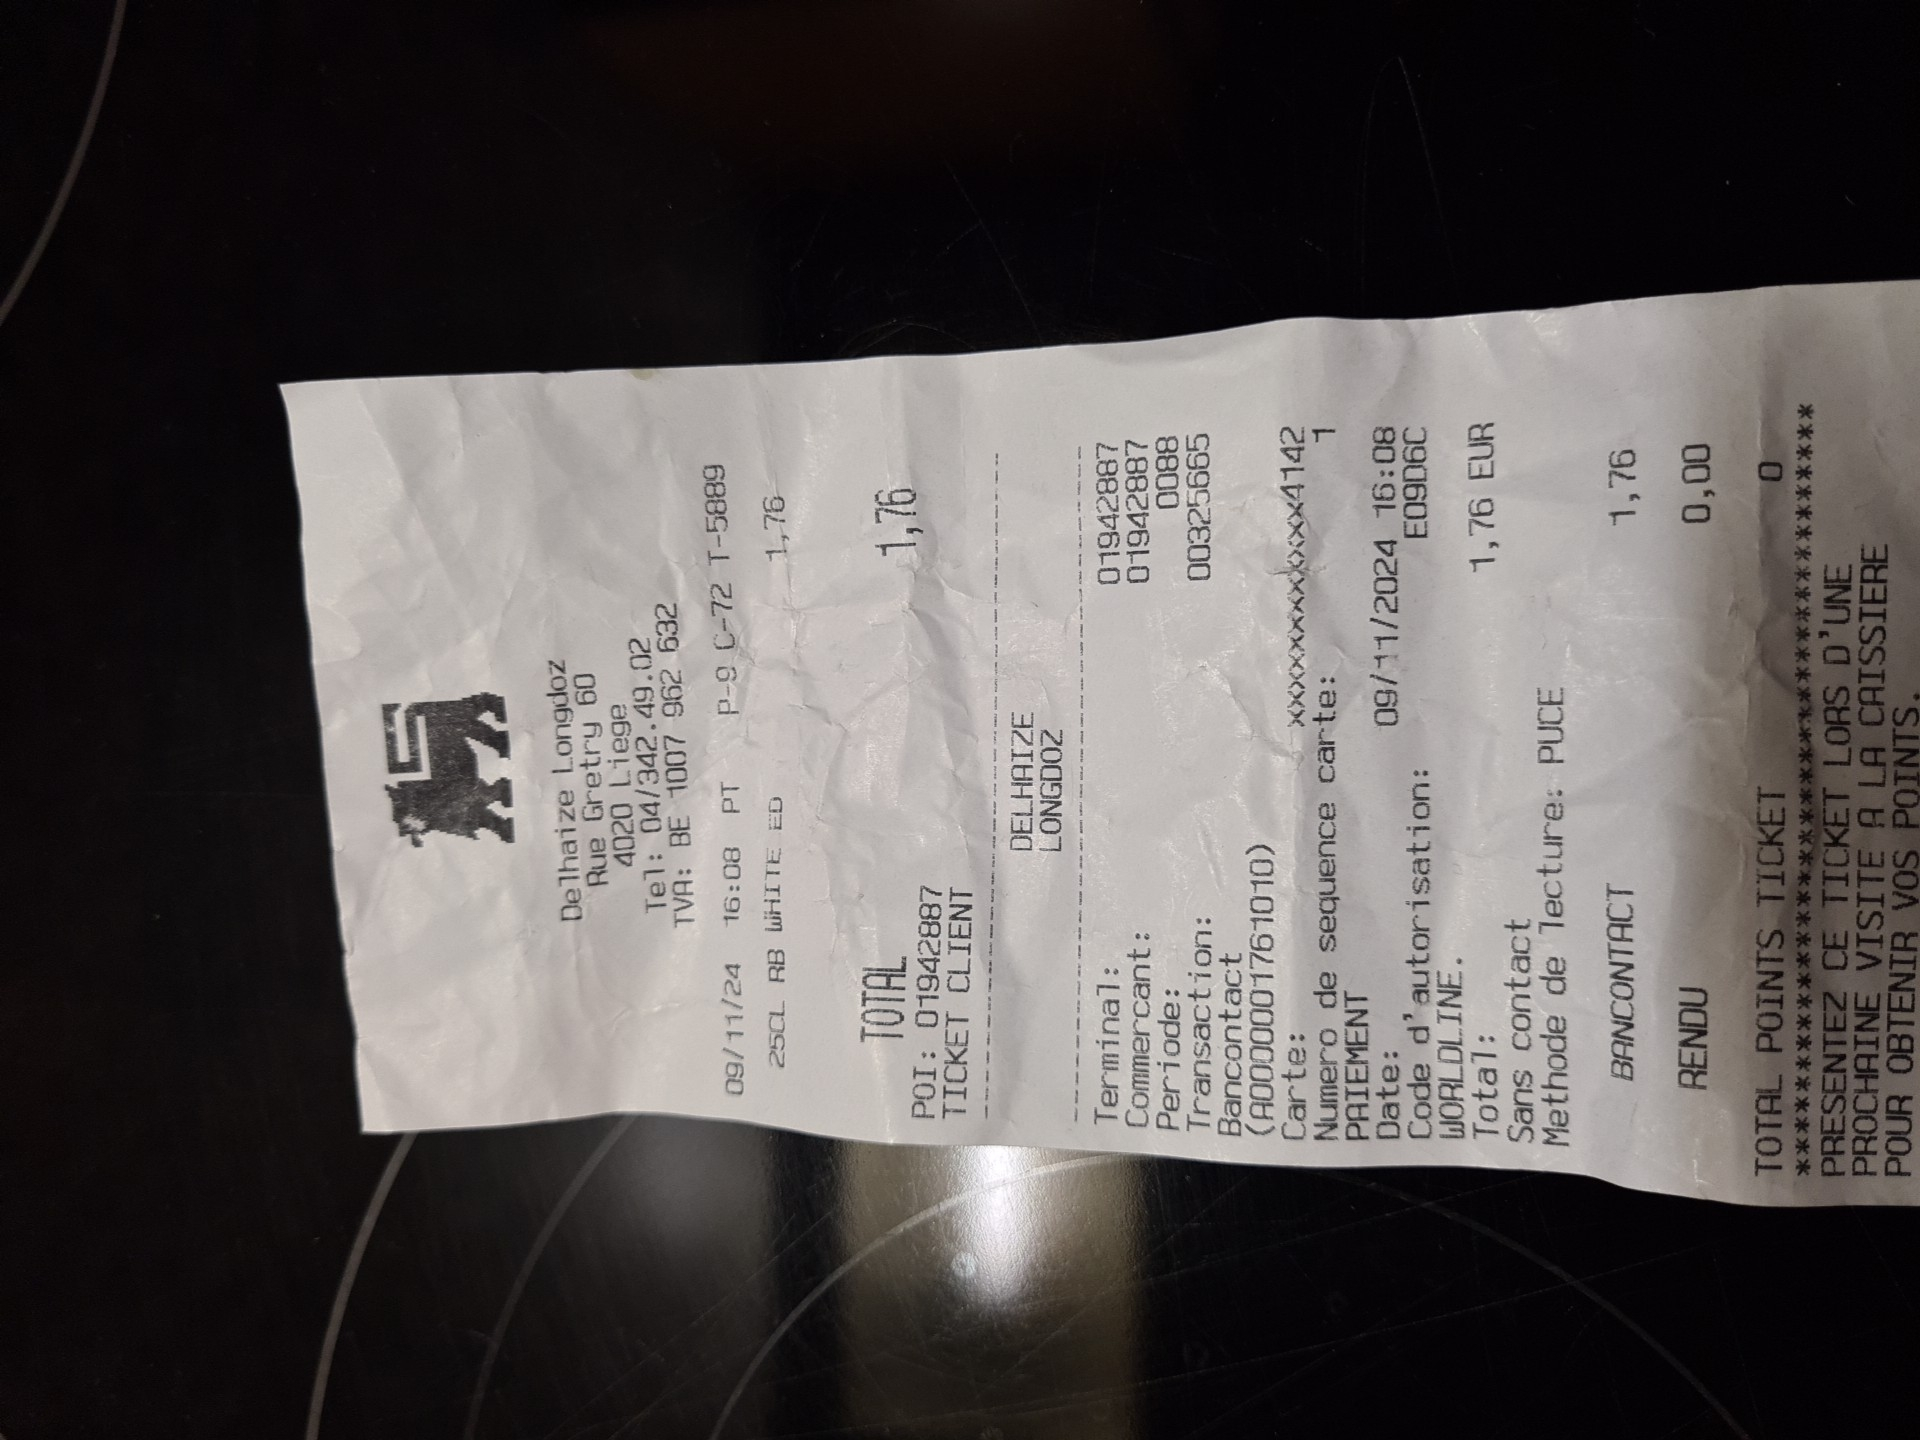 Delhaize Longdoz
Rue Gretry 60
4020 Liege
Tel: 04/342.49.02
TVA: BE 1007 962 632
09/11/24 16:08 PT P-9 C-72 T-5889
25CL RB WHITE ED 1,76
TOTAL 1,76
POI: 01942887
TICKET CLIENT
DELHAIZE
LONGDOZ
Terminal: 01942887
Commercant: 01942887
Periode: 0088
Transaction: 00325665
Bancontact
(A0000001761010)
Carte: xxxxxxxxxxxxx4142
Numero de sequence carte: 1
PAIEMENT
Date: 09/11/2024 16:08
Code d'autorisation: E09D6C
WORLDLINE.
Total: 1,76 EUR
Sans contact
Methode de lecture: PUCE
BANCONTACT 1,76
RENDU 0,00
TOTAL POINTS TICKET 0
****************************************
PRESENTEZ CE TICKET LORS D'UNE
PROCHAINE VISITE A LA CAISSIERE
POUR OBTENIR VOS POINTS.